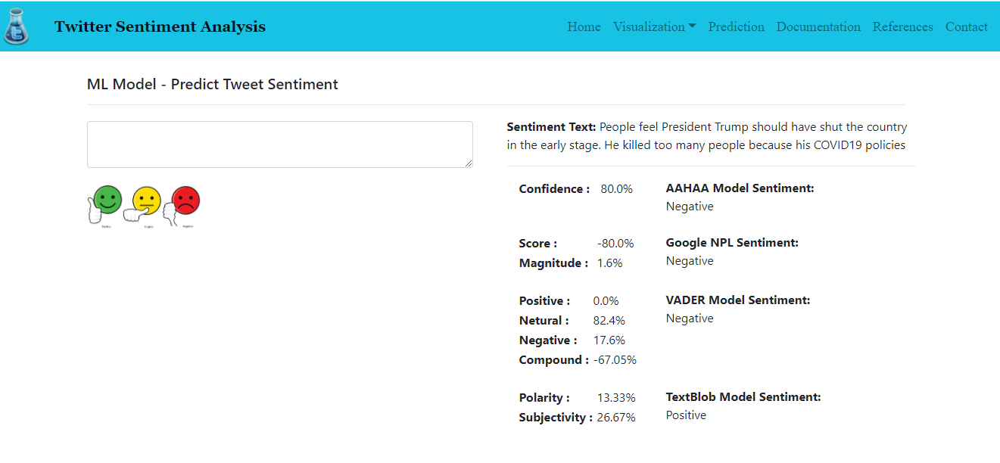 Twitter Sentiment Analysis
Home Visualization Prediction Documentation References Contact
ML Model - Predict Tweet Sentiment
Sentiment Text: People feel President Trump should have shut the country
in the early stage. He killed too many people because his COVID19 policies
Confidence : 80.0%
AAHAA Model Sentiment:
Negative
Score : -80.0%
Magnitude : 1.6%
Google NPL Sentiment:
Negative
Positive : 0.0%
Netural : 82.4%
Negative : 17.6%
Compound : -67.05%
VADER Model Sentiment:
Negative
Polarity : 13.33%
Subjectivity : 26.67%
TextBlob Model Sentiment:
Positive